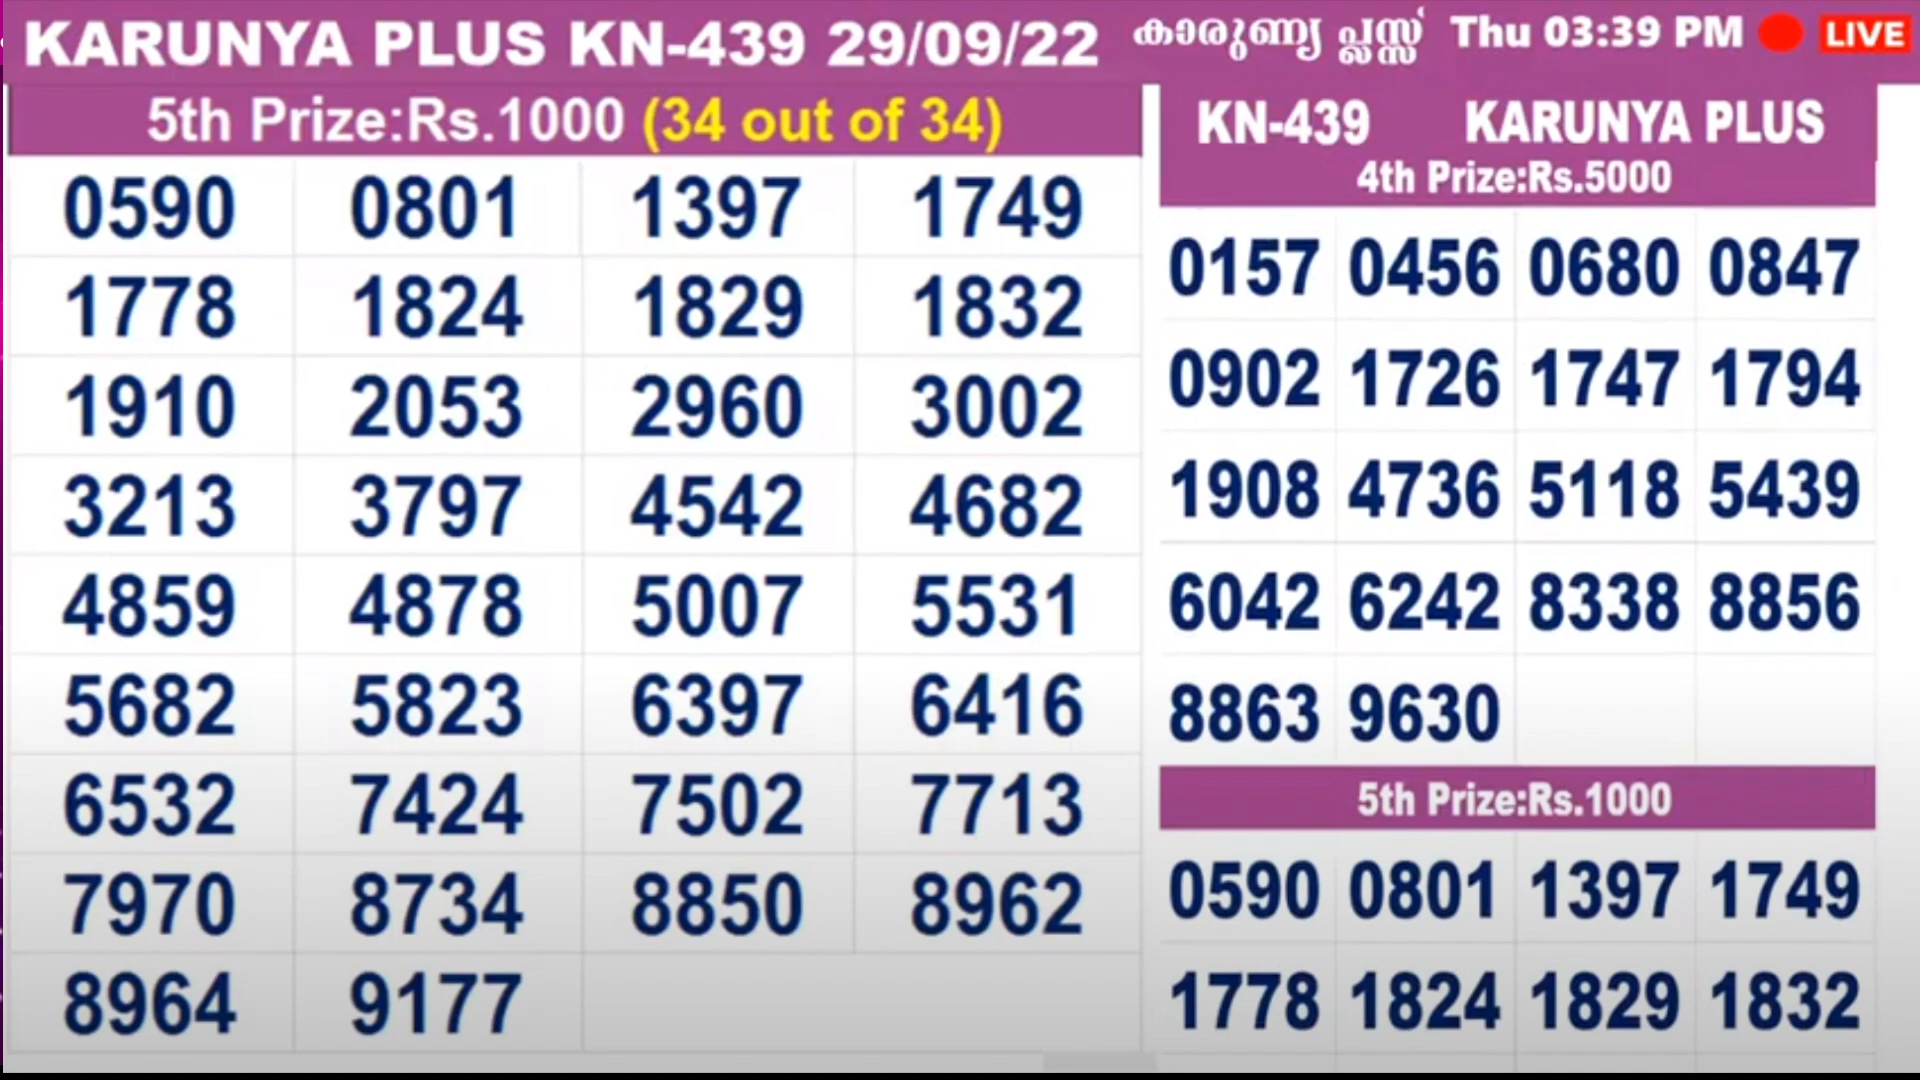 KARUNYA PLUS KN-439 29/09/22 കാരുണ്യ പ്ലസ്സ് Thu 03:39 PM LIVE
5th Prize:Rs.1000 (34 out of 34)
0590 0801 1397 1749
1778 1824 1829 1832
1910 2053 2960 3002
3213 3797 4542 4682
4859 4878 5007 5531
5682 5823 6397 6416
6532 7424 7502 7713
7970 8734 8850 8962
8964 9177
KN-439 KARUNYA PLUS
4th Prize:Rs.5000
0157 0456 0680 0847
0902 1726 1747 1794
1908 4736 5118 5439
6042 6242 8338 8856
8863 9630
5th Prize:Rs.1000
0590 0801 1397 1749
1778 1824 1829 1832